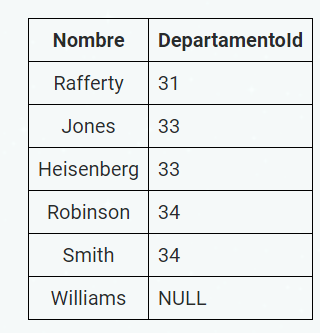 Nombre DepartamentoId
Rafferty 31
Jones 33
Heisenberg 33
Robinson 34
Smith 34
Williams NULL